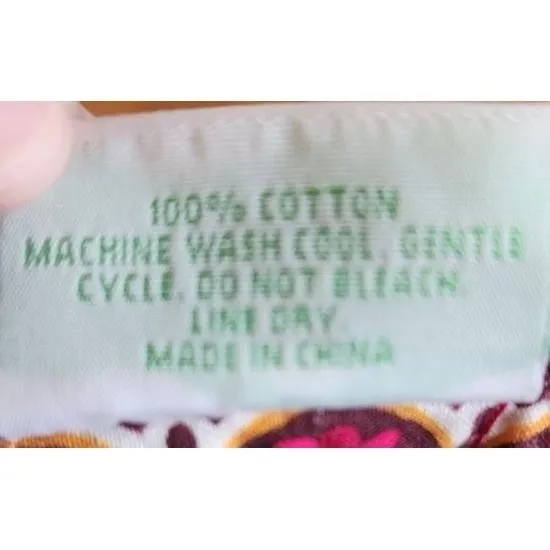 100% COTTON
MACHINE WASH COOL, GENTLE
CYCLE. DO NOT BLEACH.
LINE DRY.
MADE IN CHINA